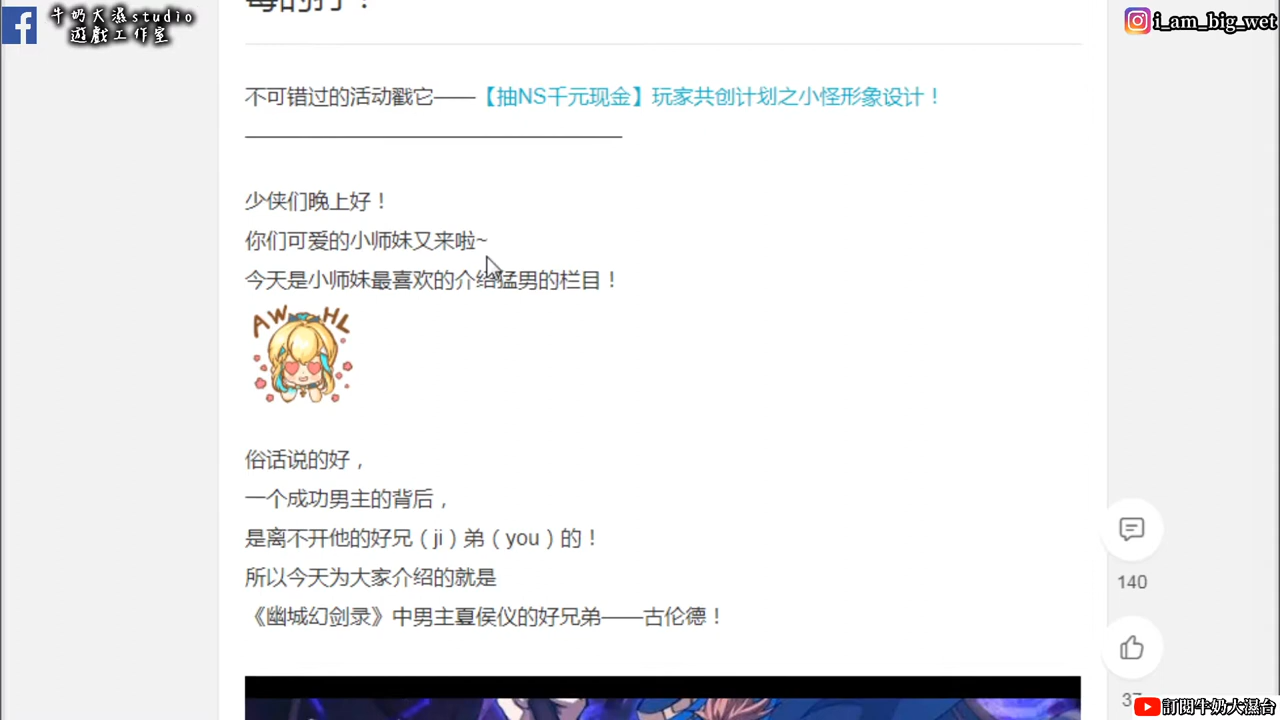 牛奶大濕studio
遊戲工作室
i_am_big_wet
不可错过的活动戳它——【抽NS千元现金】玩家共创计划之小怪形象设计！
少侠们晚上好！
你们可爱的小师妹又来啦~
今天是小师妹最喜欢的介绍猛男的栏目！
AWHL
俗话说的好，
一个成功男主的背后，
是离不开他的好兄（ji）弟（you）的！
所以今天为大家介绍的就是
《幽城幻剑录》中男主夏侯仪的好兄弟——古伦德！
140
訂閱牛奶大濕台